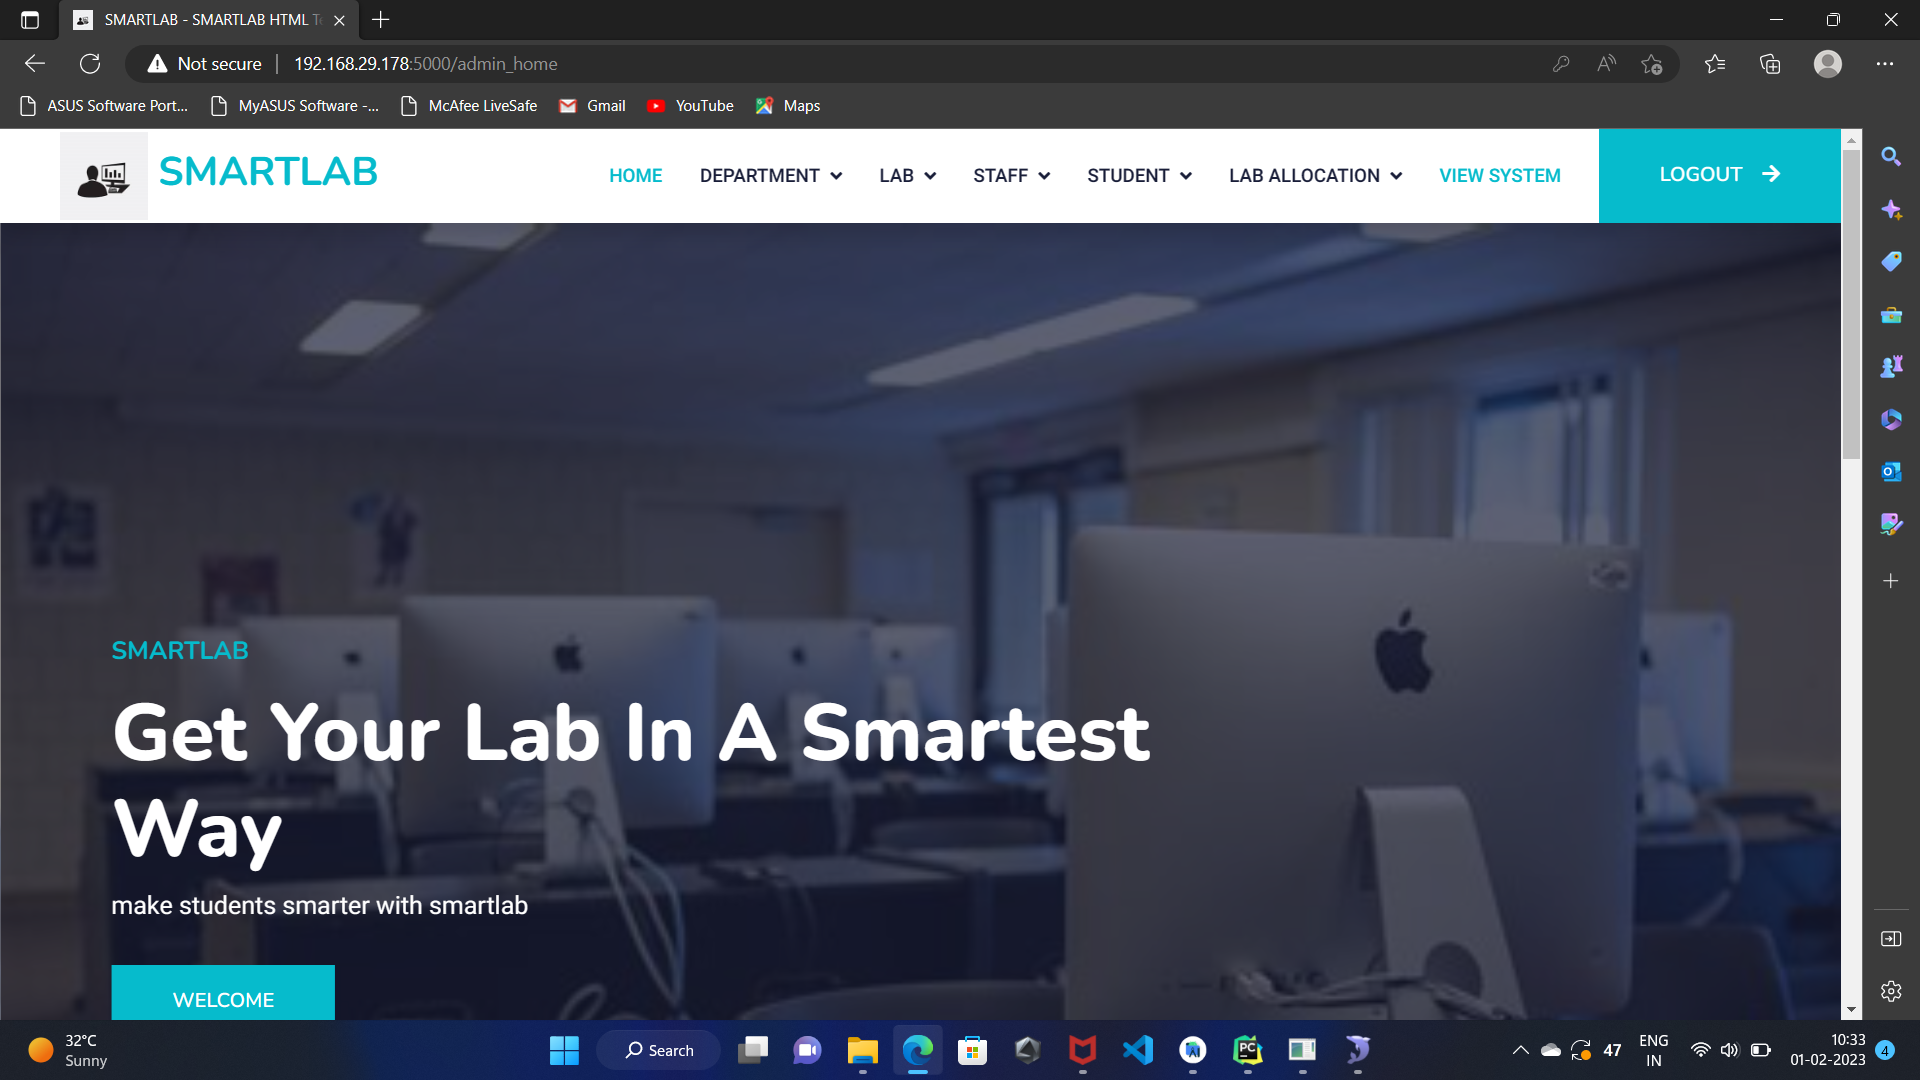 SMARTLAB - SMARTLAB HTML Te
Not secure
192.168.29.178:5000/admin_home
ASUS Software Port...
MyASUS Software -...
McAfee LiveSafe
Gmail
YouTube
Maps
SMARTLAB
HOME
DEPARTMENT
LAB
STAFF
STUDENT
LAB ALLOCATION
VIEW SYSTEM
LOGOUT
SMARTLAB
Get Your Lab In A Smartest
Way
make students smarter with smartlab
WELCOME
32°C
Sunny
Search
47
ENG
IN
10:33
01-02-2023
4